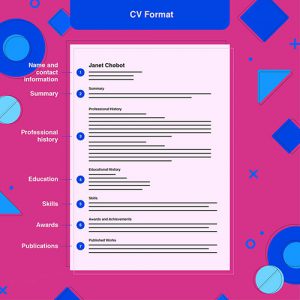 CV Format
Name and
contact
information
1
Janet Chobot
Summary
2
Summary
Professional
history
3
Professional History
Education
4
Educational History
Skills
5
Skills
Awards
6
Awards and Achievements
Publications
7
Published Works